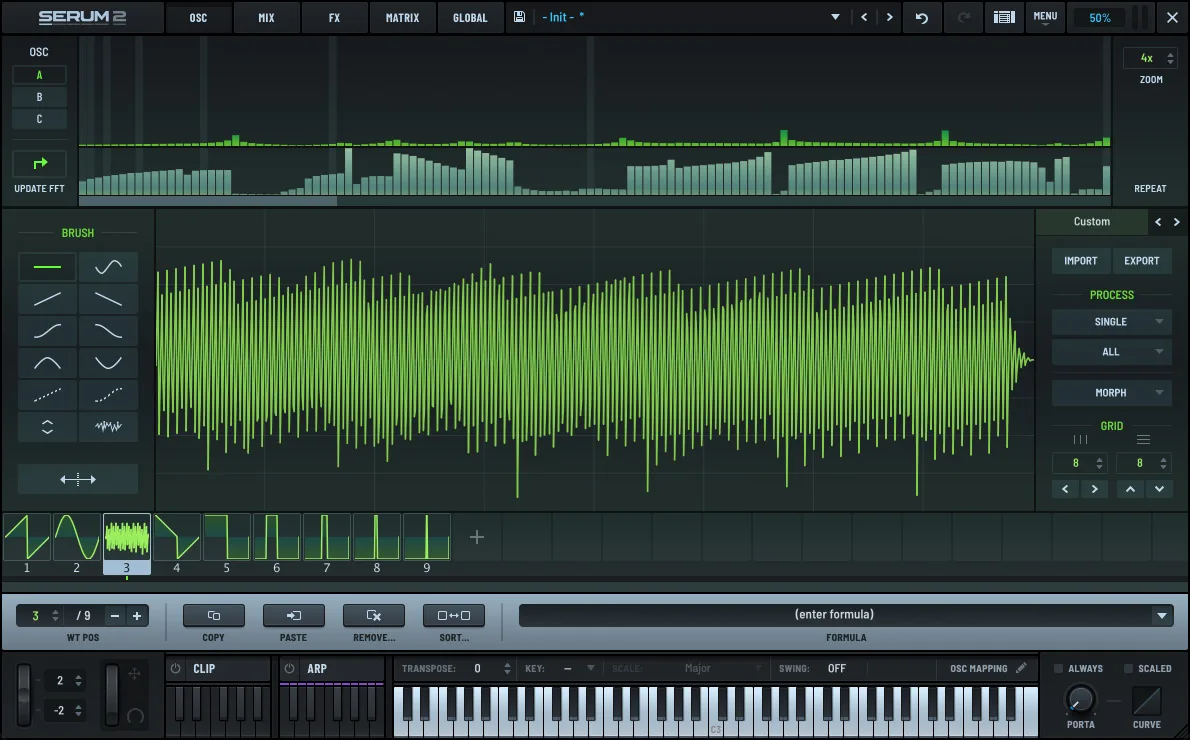 SERUM 2
OSC
MIX
FX
MATRIX
GLOBAL
- Init - *
MENU
50%
OSC
A
B
C
UPDATE FFT
4x
ZOOM
REPEAT
BRUSH
Custom
IMPORT
EXPORT
PROCESS
SINGLE
ALL
MORPH
GRID
8
8
1
2
3
4
5
6
7
8
9
3
/ 9
WT POS
COPY
PASTE
REMOVE...
SORT...
(enter formula)
FORMULA
2
-2
CLIP
ARP
TRANSPOSE:
0
KEY:
–
SCALE:
Major
SWING:
OFF
OSC MAPPING
C3
ALWAYS
SCALED
PORTA
CURVE